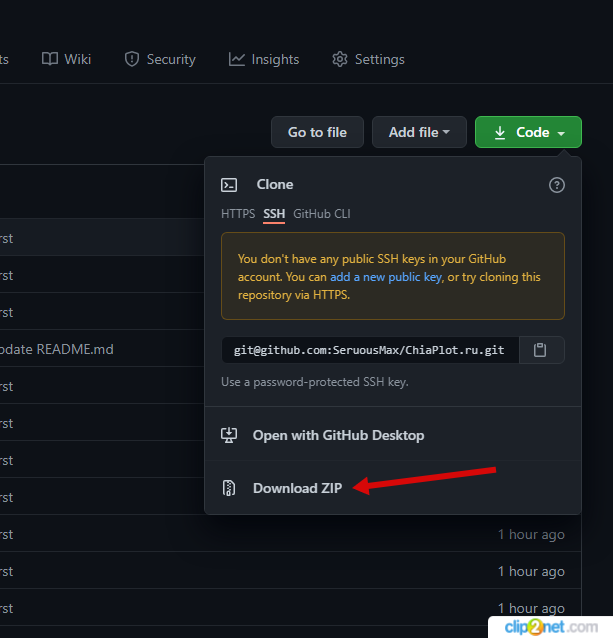 ts Wiki Security Insights Settings
Go to file Add file Code
Clone
HTTPS SSH GitHub CLI
You don't have any public SSH keys in your GitHub
account. You can add a new public key, or try cloning this
repository via HTTPS.
git@github.com:SeruousMax/ChiaPlot.ru.git
Use a password-protected SSH key.
Open with GitHub Desktop
Download ZIP
rst
rst
rst
pdate README.md
rst
rst
rst
rst
rst 1 hour ago
rst 1 hour ago
rst 1 hour ago
clip2net.com